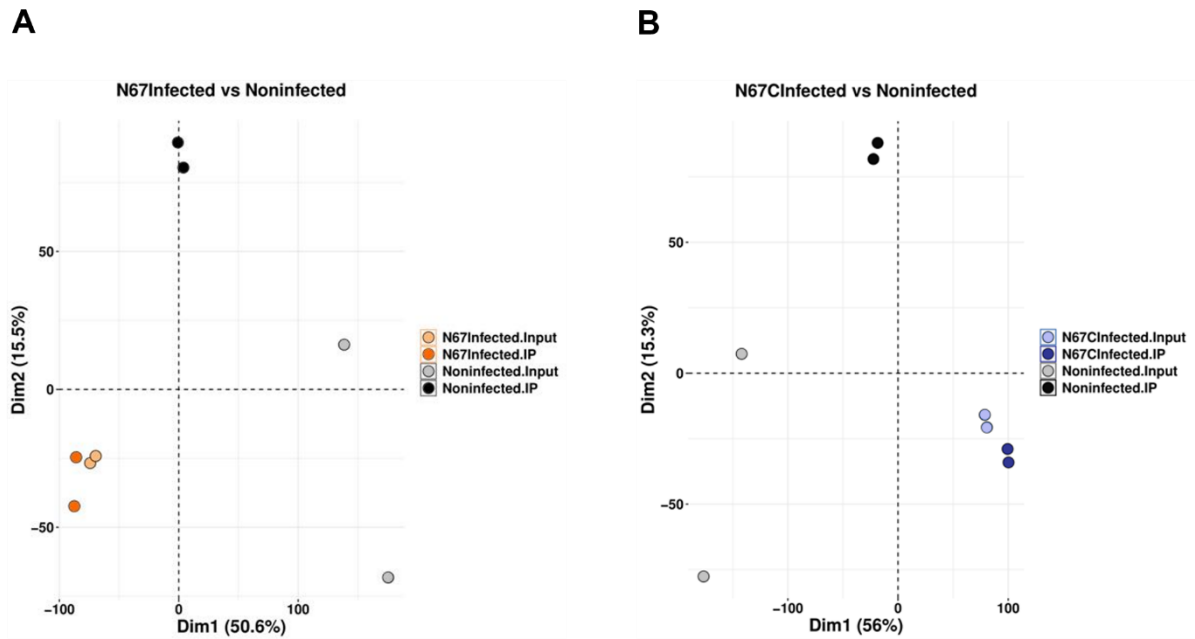 A
B
N67Infected vs Noninfected
N67CInfected vs Noninfected
50
0
−50
−100
0
100
Dim2 (15.5%)
Dim1 (50.6%)
N67Infected.Input
N67Infected.IP
Noninfected.Input
Noninfected.IP
50
0
−50
−100
0
100
Dim2 (15.3%)
Dim1 (56%)
N67CInfected.Input
N67CInfected.IP
Noninfected.Input
Noninfected.IP